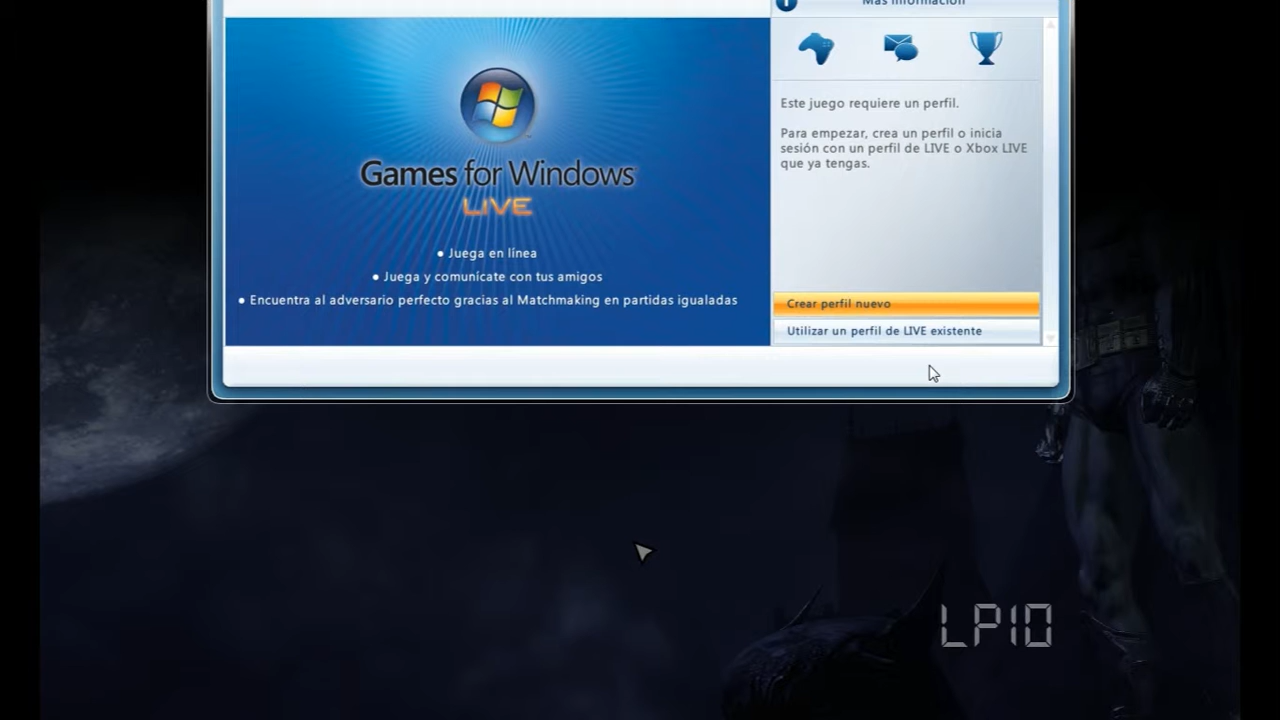 Más información
Games for Windows
LIVE
• Juega en línea
• Juega y comunícate con tus amigos
• Encuentra al adversario perfecto gracias al Matchmaking en partidas igualadas
Este juego requiere un perfil.
Para empezar, crea un perfil o inicia
sesión con un perfil de LIVE o Xbox LIVE
que ya tengas.
Crear perfil nuevo
Utilizar un perfil de LIVE existente
LP10